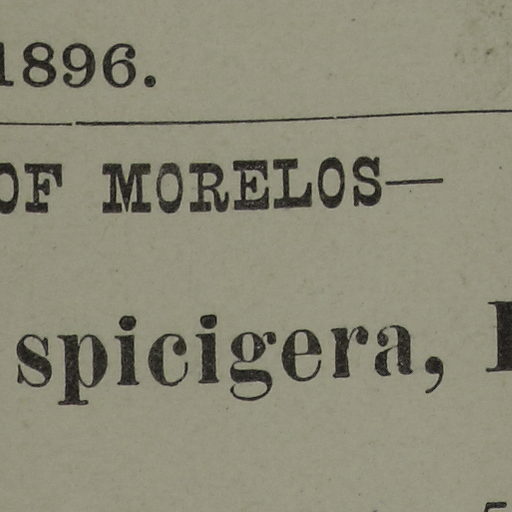 1896.
OF MORELOS—
spicigera,